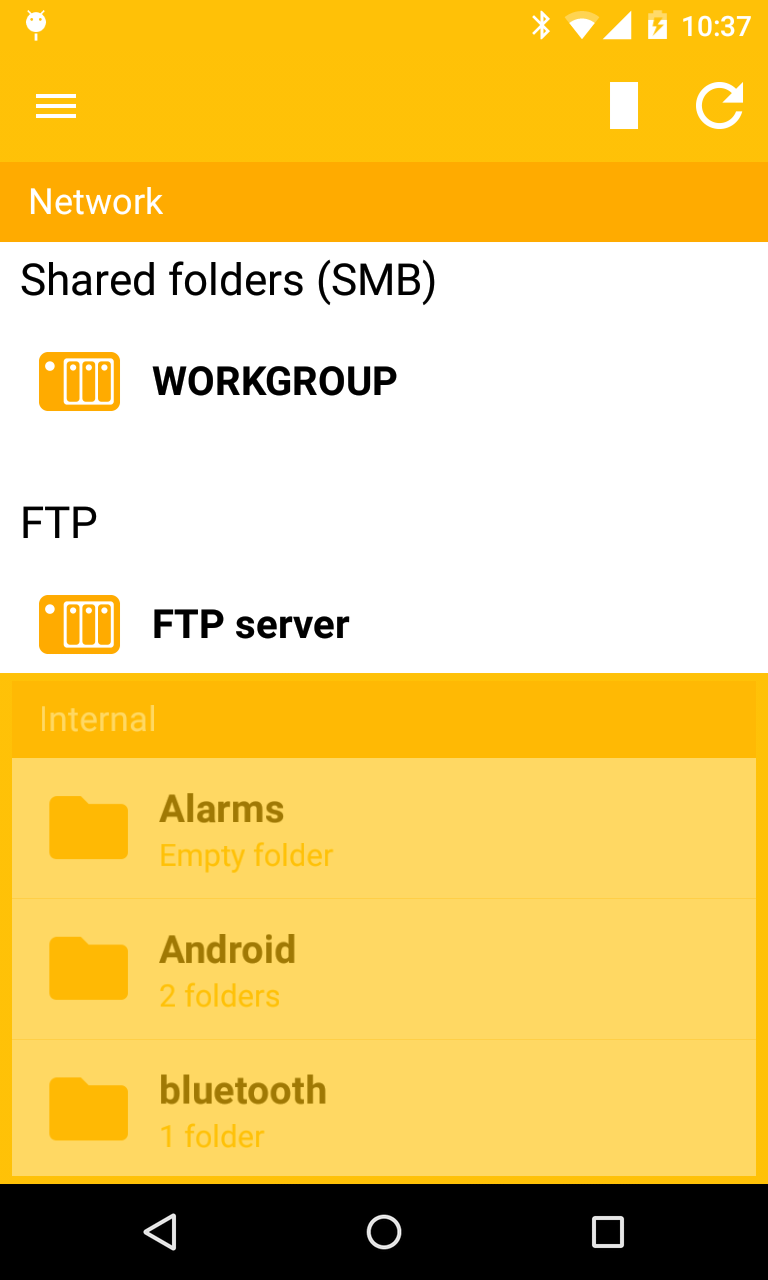 10:37
Network
Shared folders (SMB)
WORKGROUP
FTP
FTP server
Internal
Alarms
Empty folder
Android
2 folders
bluetooth
1 folder